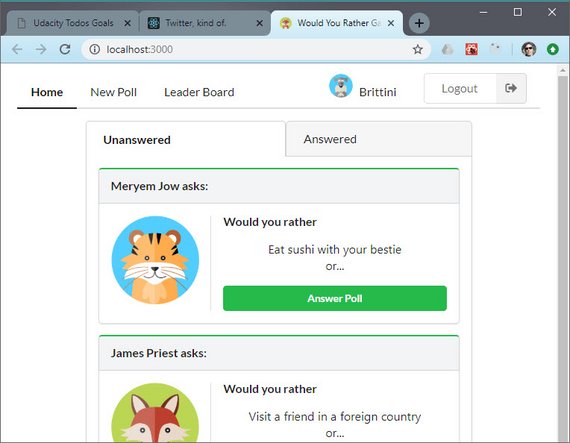 Udacity Todos Goals
Twitter, kind of.
Would You Rather Ga
localhost:3000
Home
New Poll
Leader Board
Brittini
Logout
Unanswered
Answered
Meryem Jow asks:
Would you rather
Eat sushi with your bestie
or...
Answer Poll
James Priest asks:
Would you rather
Visit a friend in a foreign country
or...